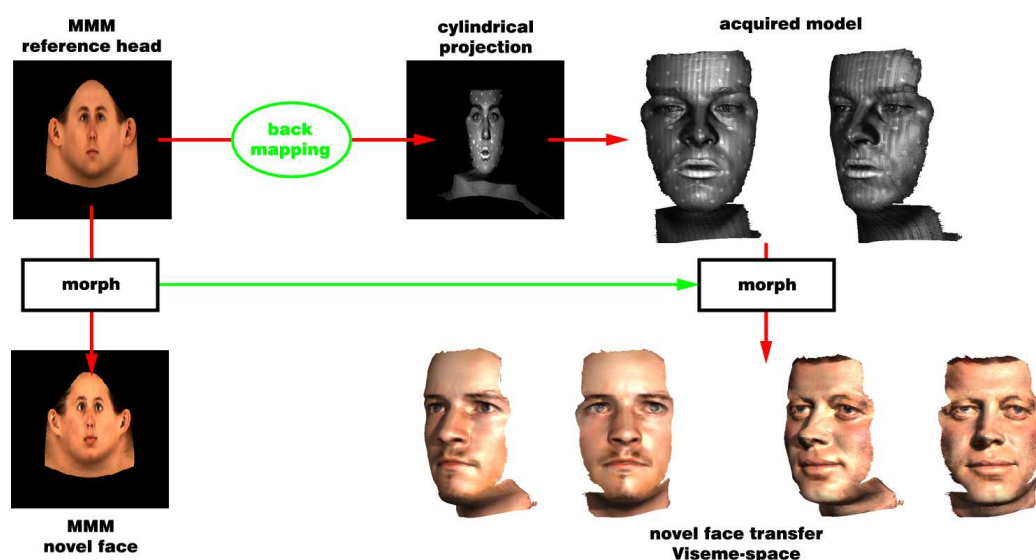 MMM
reference head
cylindrical
projection
acquired model
back
mapping
morph
morph
MMM
novel face
novel face transfer
Viseme-space